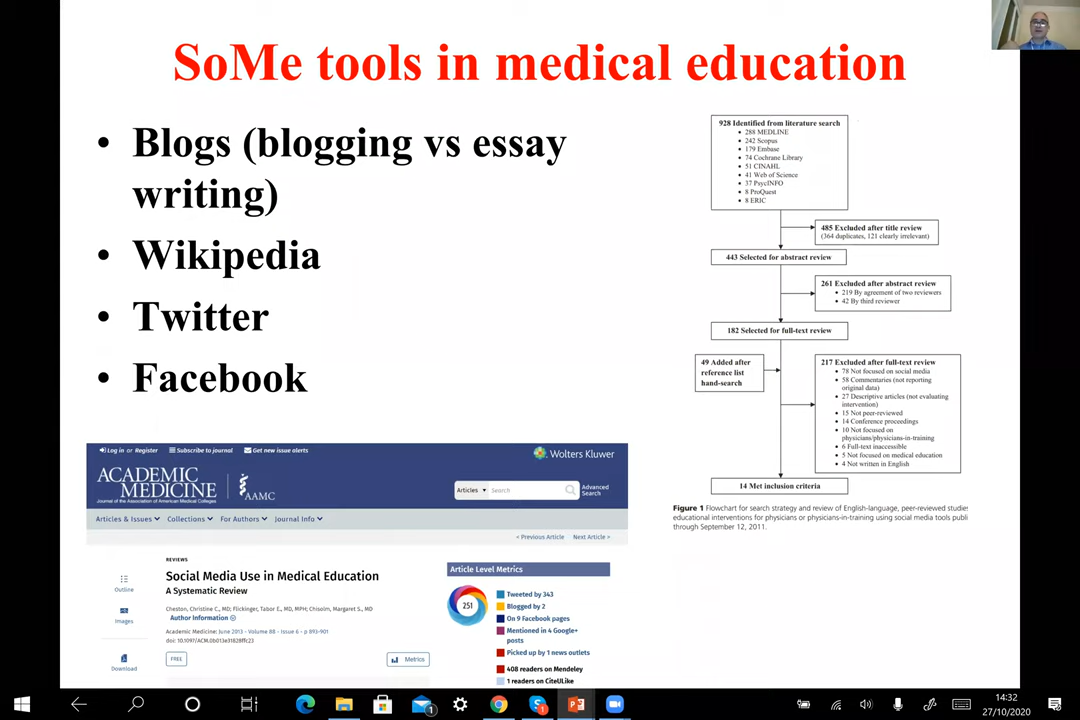 SoMe tools in medical education
• Blogs (blogging vs essay
writing)
• Wikipedia
• Twitter
• Facebook
928 Identified from literature search
• 288 MEDLINE
• 242 Scopus
• 179 Embase
• 74 Cochrane Library
• 51 CINAHL
• 41 Web of Science
• 37 PsycINFO
• 8 ProQuest
• 8 ERIC
485 Excluded after title review
(364 duplicates, 121 clearly irrelevant)
443 Selected for abstract review
261 Excluded after abstract review
• 219 By agreement of two reviewers
• 42 By third reviewer
182 Selected for full-text review
49 Added after
reference list
hand-search
217 Excluded after full-text review
• 78 Not focused on social media
• 58 Commentaries (not reporting
original data)
• 27 Descriptive articles (not evaluating
intervention)
• 15 Not peer-reviewed
• 14 Conference proceedings
• 10 Not focused on
physicians/physicians-in-training
• 6 Full-text inaccessible
• 5 Not focused on medical education
• 4 Not written in English
14 Met inclusion criteria
Figure 1 Flowchart for search strategy and review of English-language, peer-reviewed studies
educational interventions for physicians or physicians-in-training using social media tools publi
through September 12, 2011.
Log in or Register
Subscribe to journal
Get new issue alerts
Wolters Kluwer
ACADEMIC
MEDICINE
Journal of the Association of American Medical Colleges
AAMC
Articles
Search
Advanced
Search
Articles & Issues
Collections
For Authors
Journal Info
< Previous Article
Next Article >
REVIEWS
Social Media Use in Medical Education
A Systematic Review
Cheston, Christine C., MD; Flickinger, Tabor E., MD, MPH; Chisolm, Margaret S., MD
Author Information
Academic Medicine: June 2013 - Volume 88 - Issue 6 - p 893-901
doi: 10.1097/ACM.0b013e31828ffc23
FREE
Metrics
Outline
Images
Download
Article Level Metrics
251
Tweeted by 343
Blogged by 2
On 9 Facebook pages
Mentioned in 4 Google+
posts
Picked up by 1 news outlets
408 readers on Mendeley
1 readers on CiteULike
14:32
27/10/2020